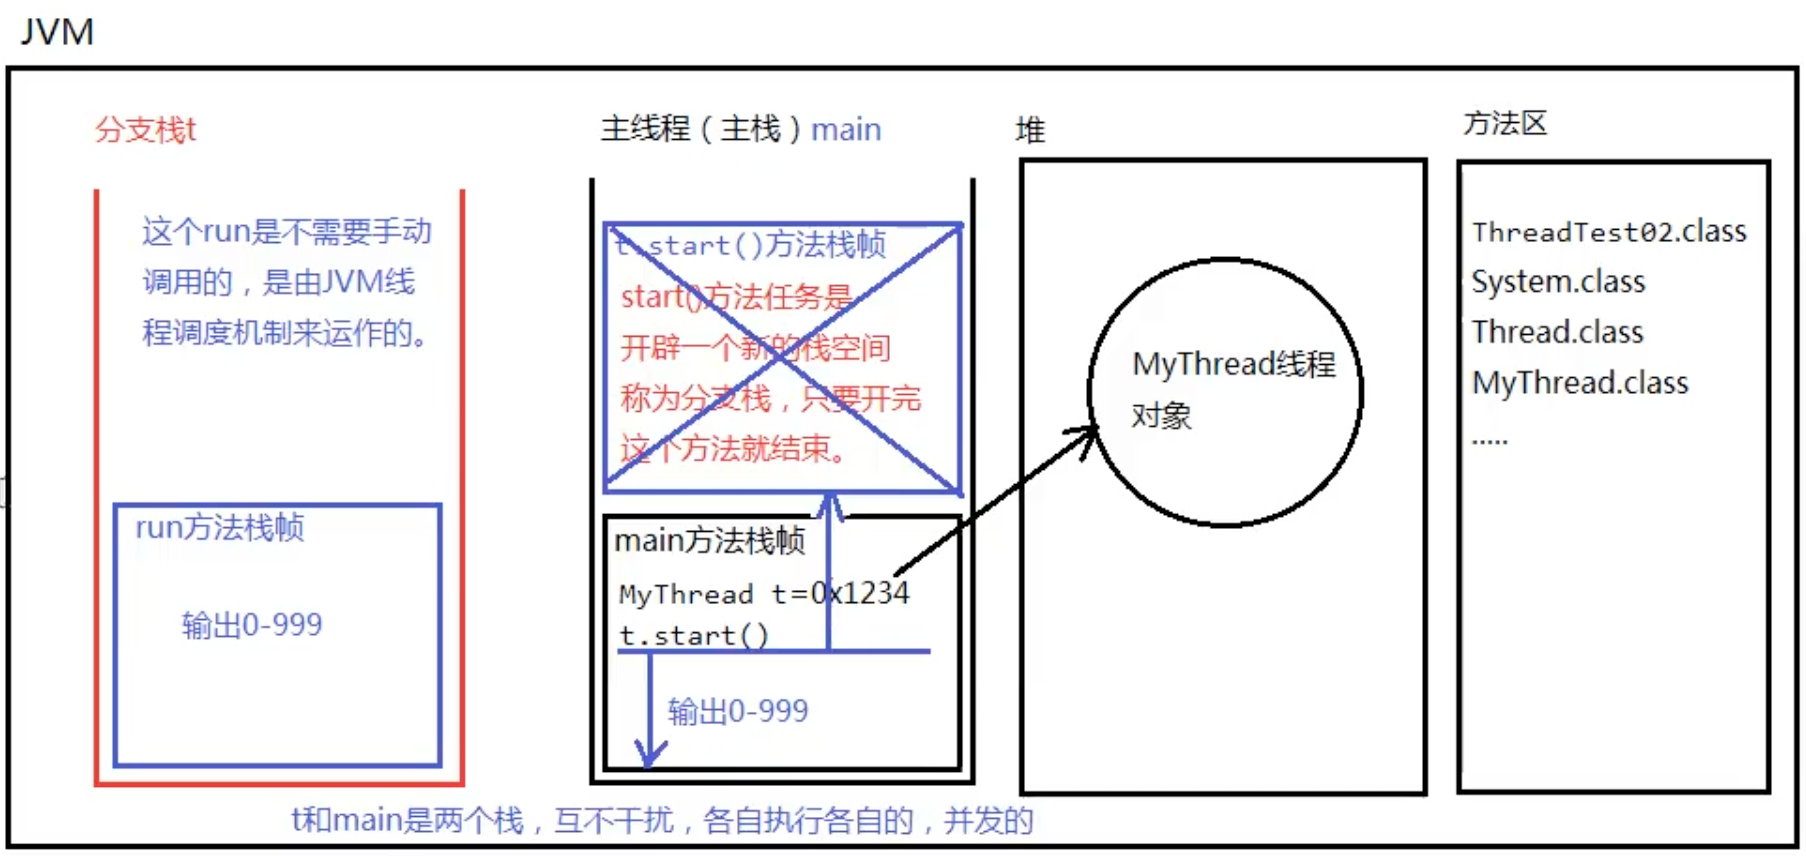 JVM
分支栈t
这个run是不需要手动
调用的，是由JVM线
程调度机制来运作的。
run方法栈帧
输出0-999
主线程（主栈）main
t.start()方法栈帧
start()方法任务是
开辟一个新的栈空间
称为分支栈，只要开完
这个方法就结束。
main方法栈帧
MyThread t=0x1234
t.start()
输出0-999
堆
MyThread线程
对象
方法区
ThreadTest02.class
System.class
Thread.class
MyThread.class
.....
t和main是两个栈，互不干扰，各自执行各自的，并发的